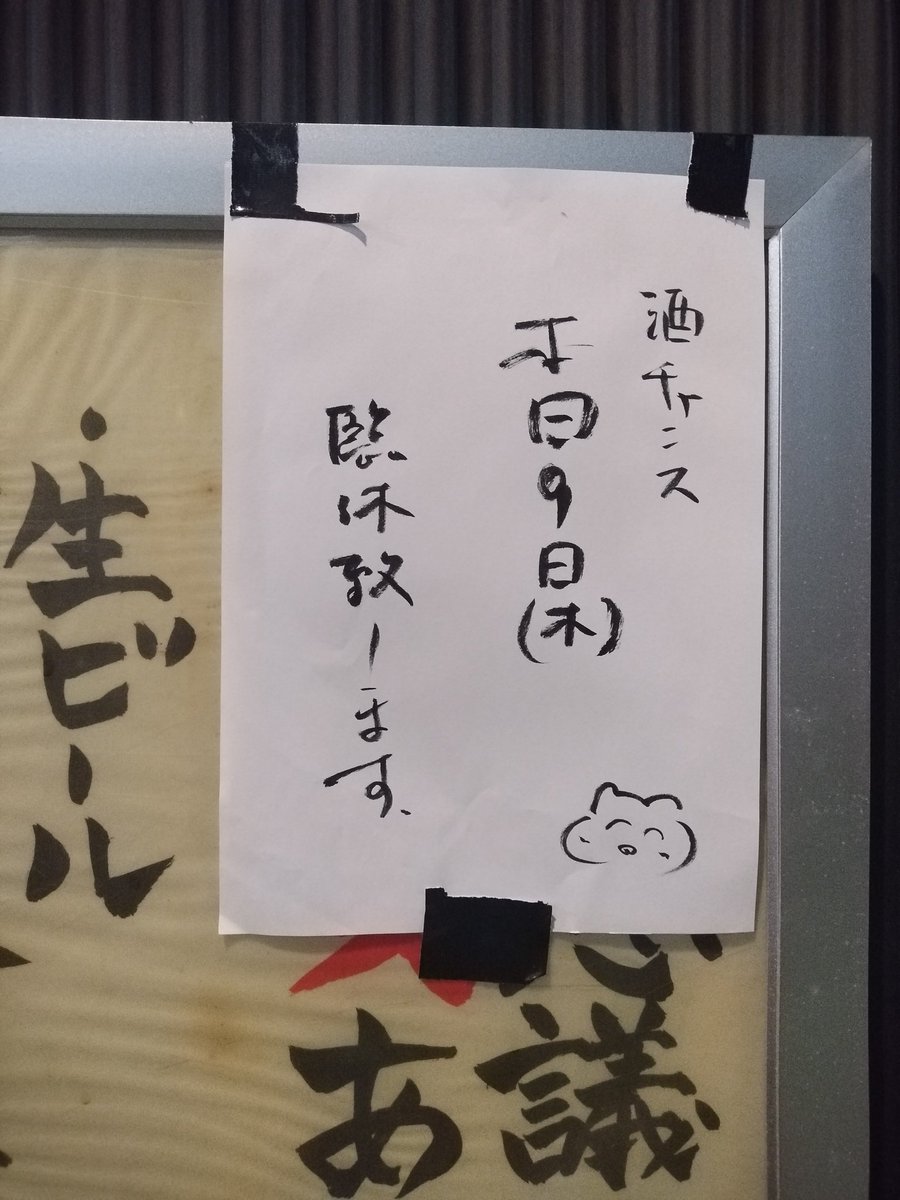 酒チャンス
本日9日(木)
臨休致します、
議
あ
生ビール